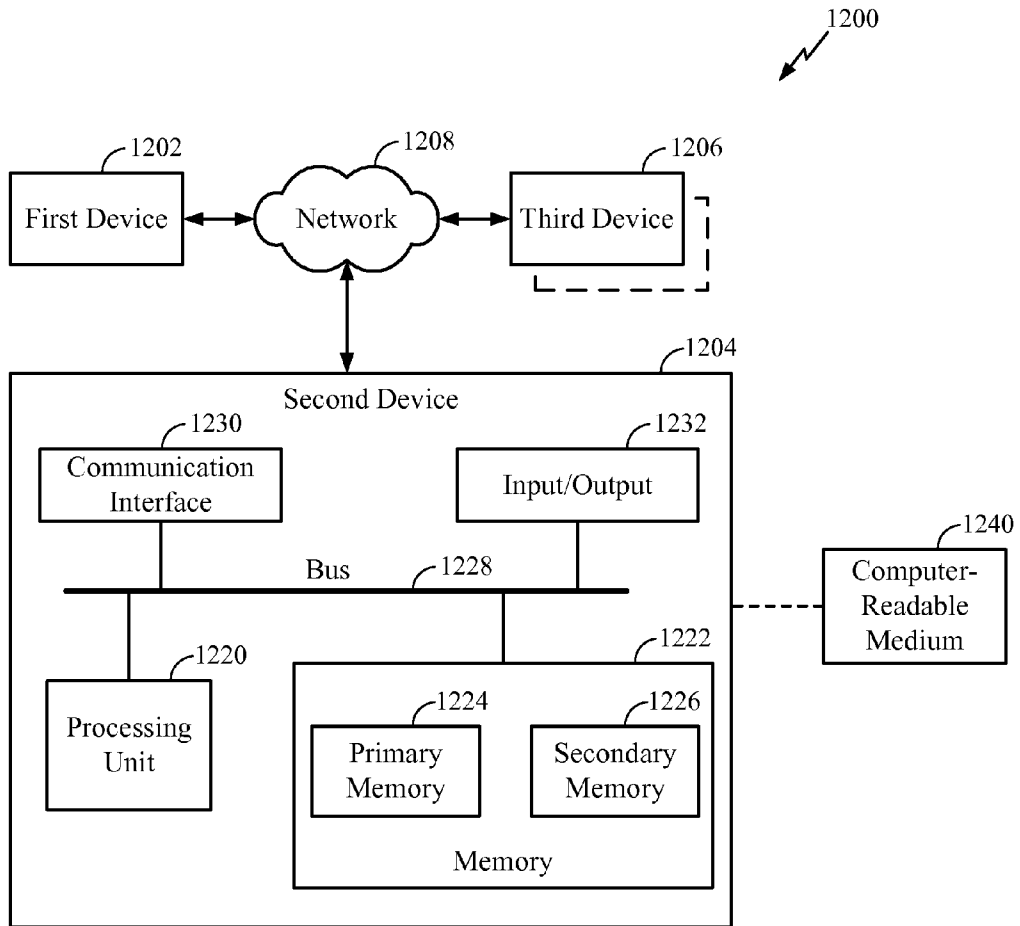 1200
1202
1208
1206
First Device
Network
Third Device
1204
Second Device
1230
1232
Communication
Interface
Input/Output
1240
Bus
1228
Computer-
Readable
Medium
1220
1222
1224
1226
Processing
Unit
Primary
Memory
Secondary
Memory
Memory